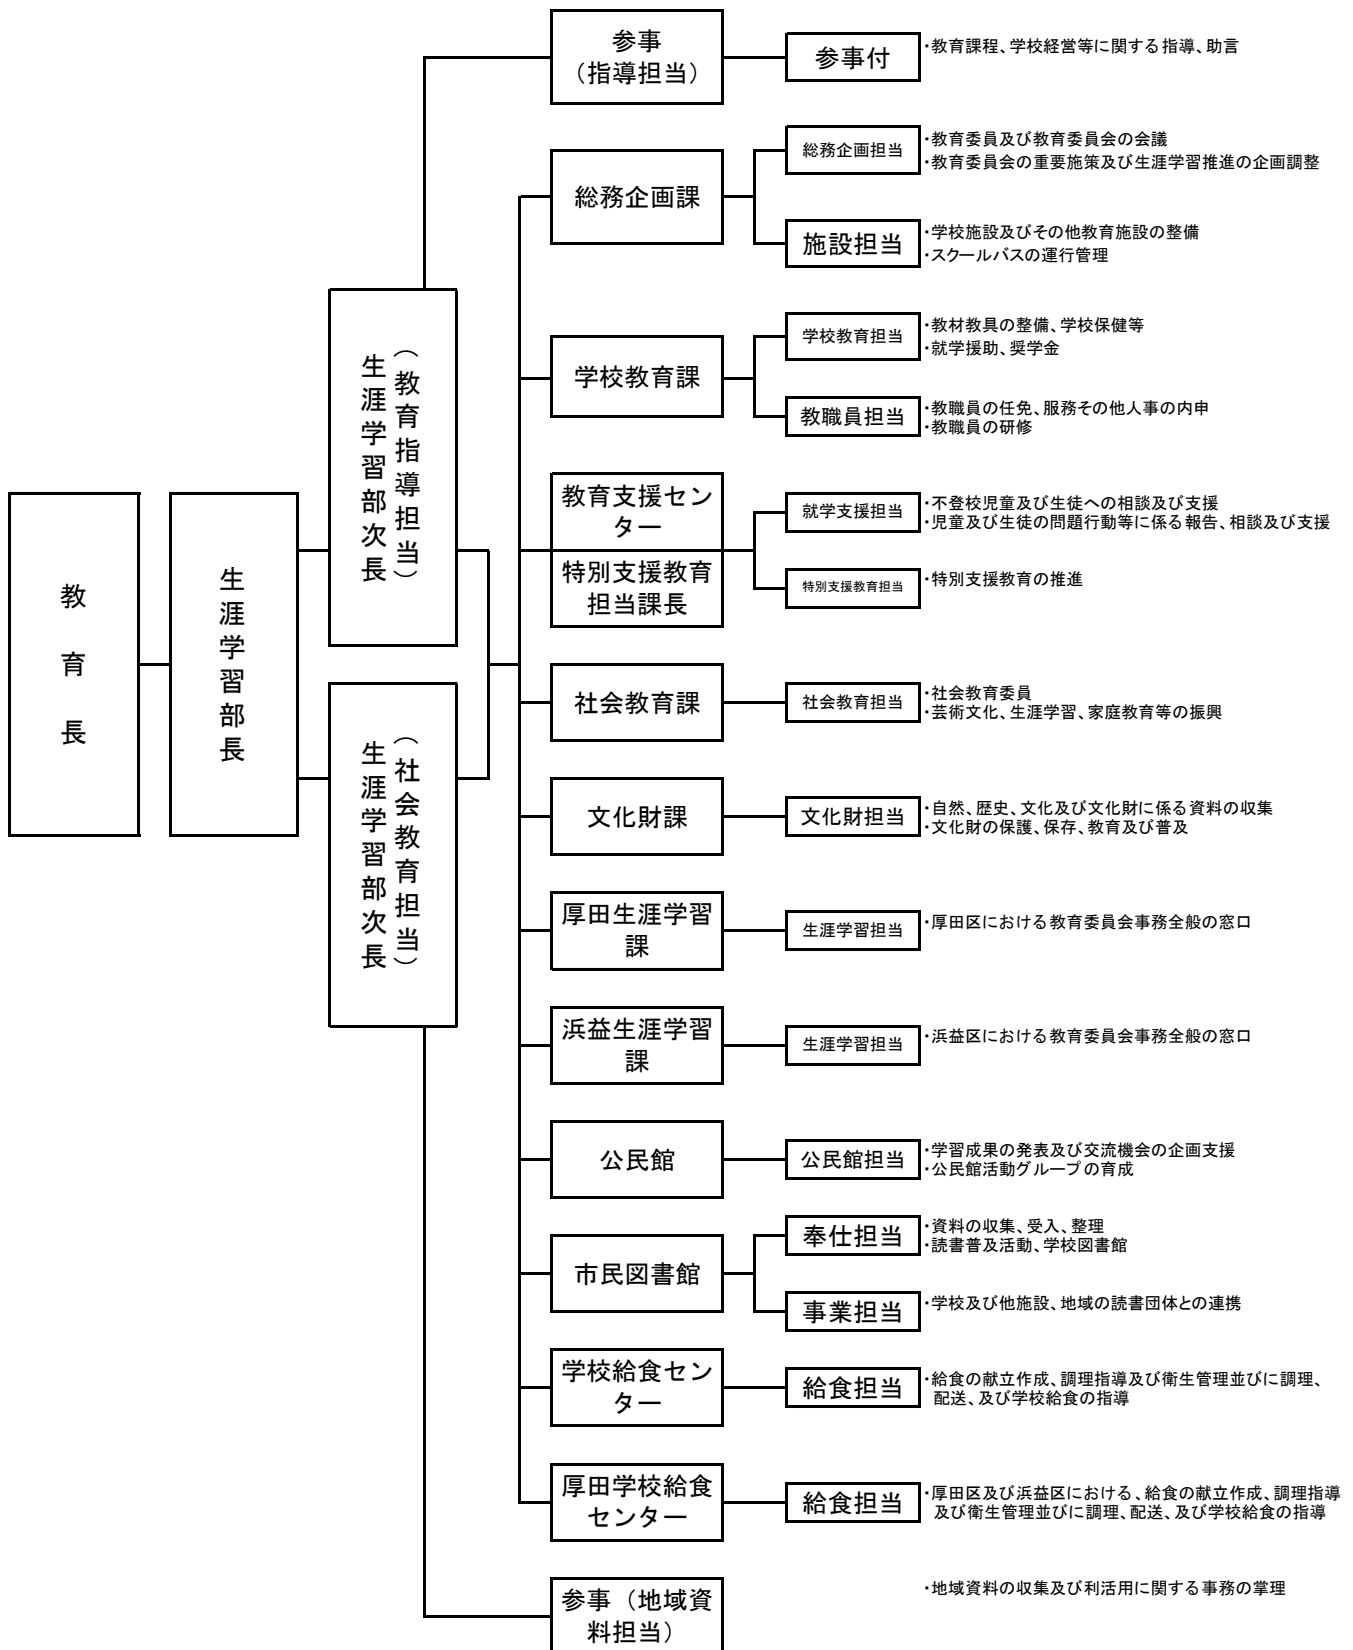 教育長
生涯学習部長
生涯学習部次長
（教育指導担当）
生涯学習部次長
（社会教育担当）
参事
（指導担当）
参事付
・教育課程、学校経営等に関する指導、助言
総務企画課
総務企画担当
・教育委員及び教育委員会の会議
・教育委員会の重要施策及び生涯学習推進の企画調整
施設担当
・学校施設及びその他教育施設の整備
・スクールバスの運行管理
学校教育課
学校教育担当
・教材教具の整備、学校保健等
・就学援助、奨学金
教職員担当
・教職員の任免、服務その他人事の内申
・教職員の研修
教育支援セン
ター
特別支援教育
担当課長
就学支援担当
・不登校児童及び生徒への相談及び支援
・児童及び生徒の問題行動等に係る報告、相談及び支援
特別支援教育担当
・特別支援教育の推進
社会教育課
社会教育担当
・社会教育委員
・芸術文化、生涯学習、家庭教育等の振興
文化財課
文化財担当
・自然、歴史、文化及び文化財に係る資料の収集
・文化財の保護、保存、教育及び普及
厚田生涯学習
課
生涯学習担当
・厚田区における教育委員会事務全般の窓口
浜益生涯学習
課
生涯学習担当
・浜益区における教育委員会事務全般の窓口
公民館
公民館担当
・学習成果の発表及び交流機会の企画支援
・公民館活動グループの育成
市民図書館
奉仕担当
・資料の収集、受入、整理
・読書普及活動、学校図書館
事業担当
・学校及び他施設、地域の読書団体との連携
学校給食セン
ター
給食担当
・給食の献立作成、調理指導及び衛生管理並びに調理、
配送、及び学校給食の指導
厚田学校給食
センター
給食担当
・厚田区及び浜益区における、給食の献立作成、調理指導
及び衛生管理並びに調理、配送、及び学校給食の指導
参事（地域資
料担当）
・地域資料の収集及び利活用に関する事務の掌理